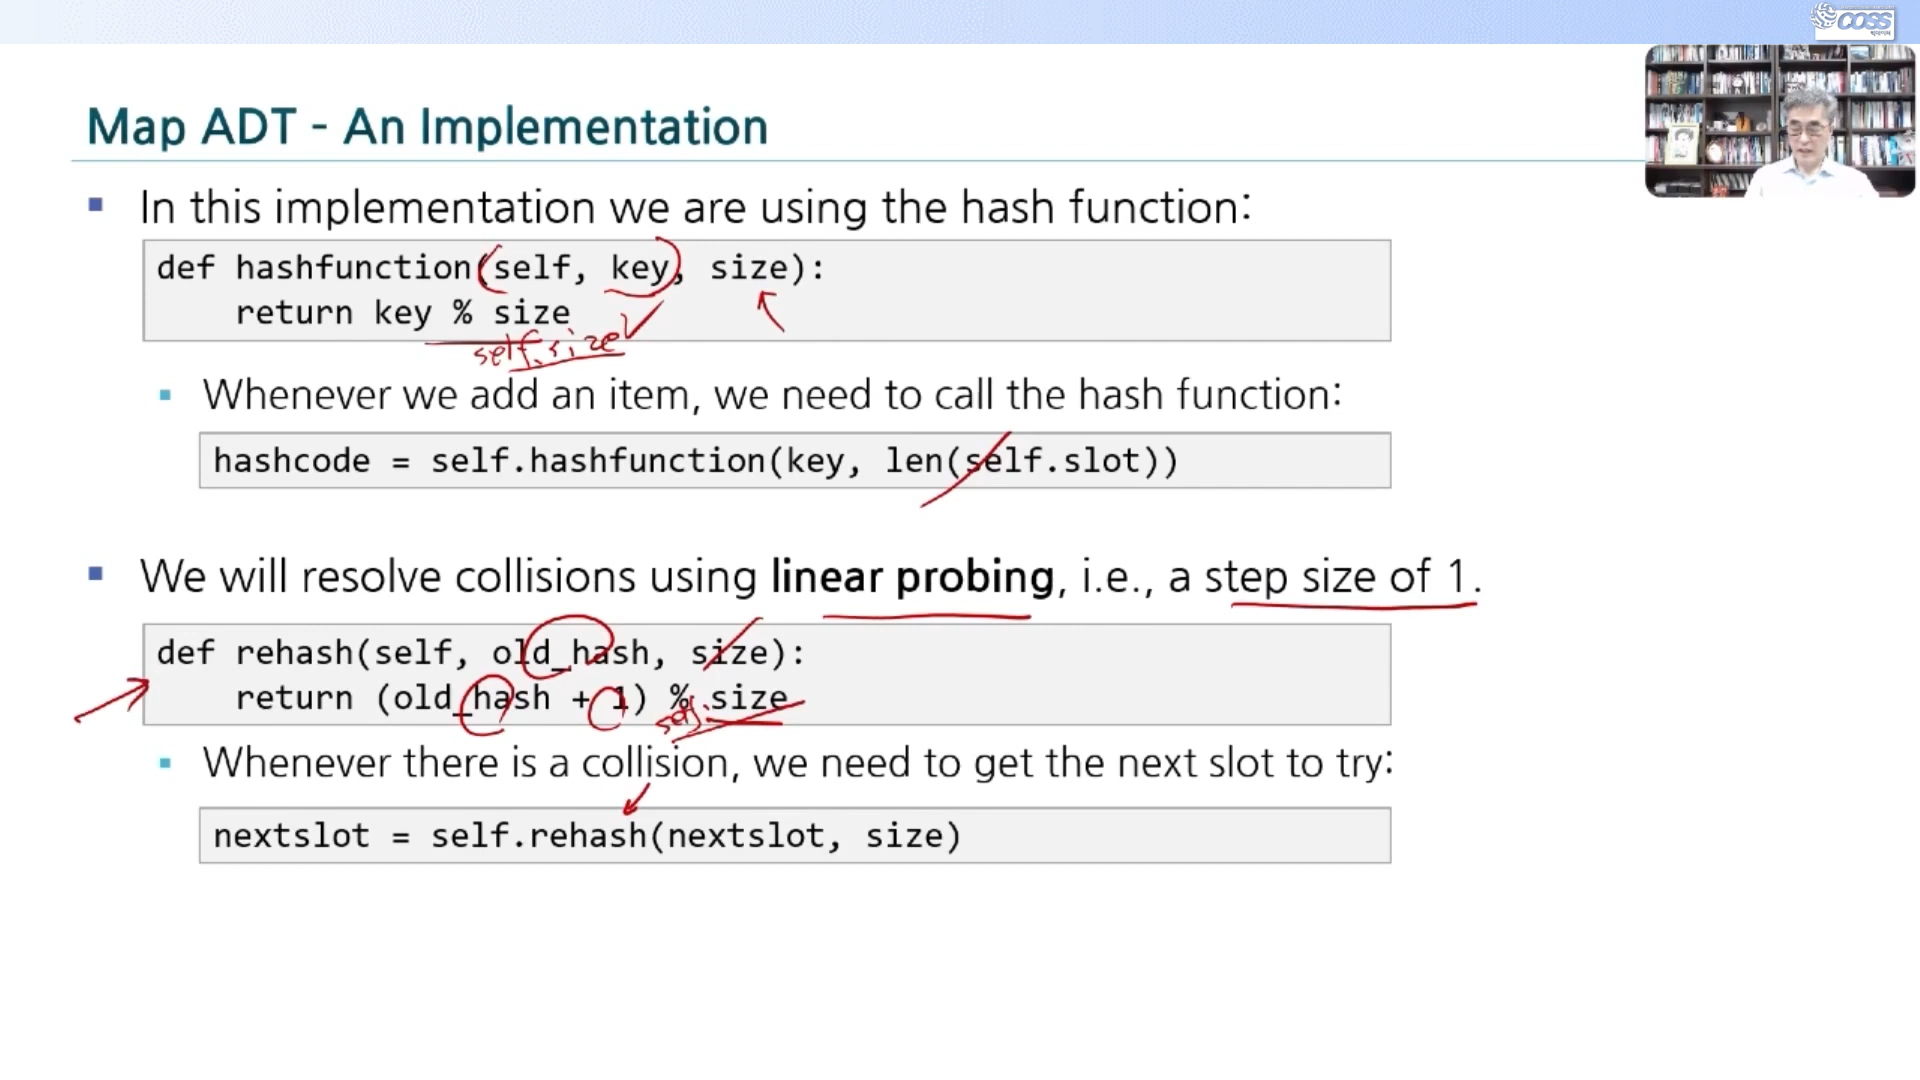 COSS
Map ADT - An Implementation
In this implementation we are using the hash function:
def hashfunction(self, key, size):
return key % size
self.size
Whenever we add an item, we need to call the hash function:
hashcode = self.hashfunction(key, len(self.slot))
We will resolve collisions using linear probing, i.e., a step size of 1.
def rehash(self, old_hash, size):
return (old_hash + 1) % size
self.
Whenever there is a collision, we need to get the next slot to try:
nextslot = self.rehash(nextslot, size)